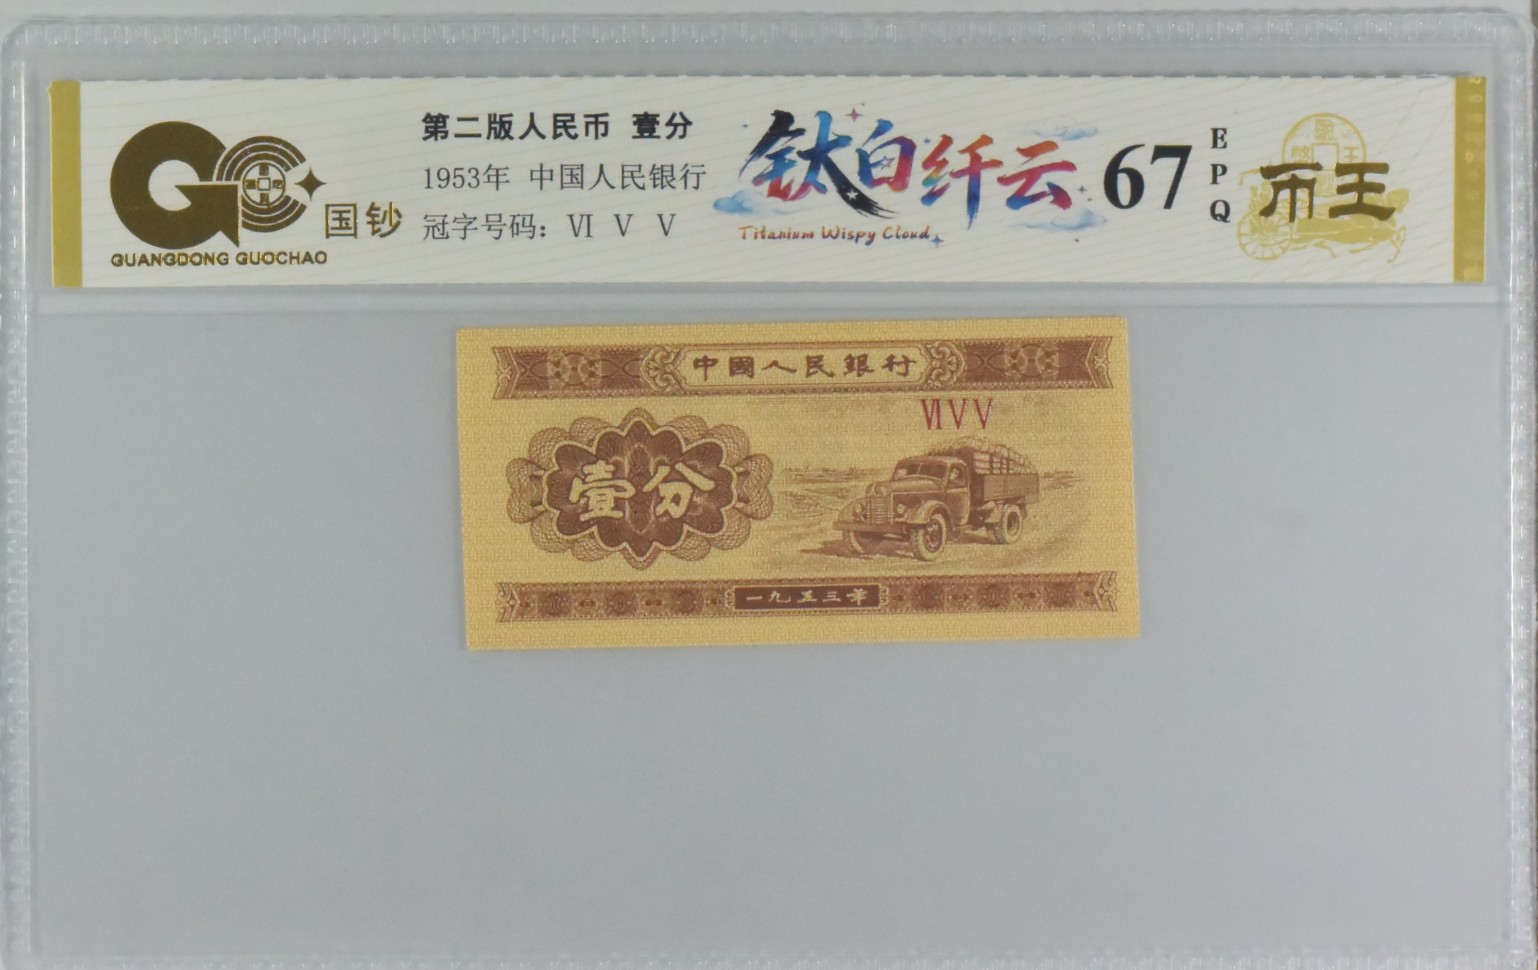 第二版人民币 壹分
1953年 中国人民银行
冠字号码：Ⅵ Ⅴ Ⅴ
国钞
GUANGDONG GUOCHAO
钛白纤云
Titanium Wispy Cloud
67
EPQ
币王
中國人民銀行
ⅥⅤⅤ
壹分
一九五三年